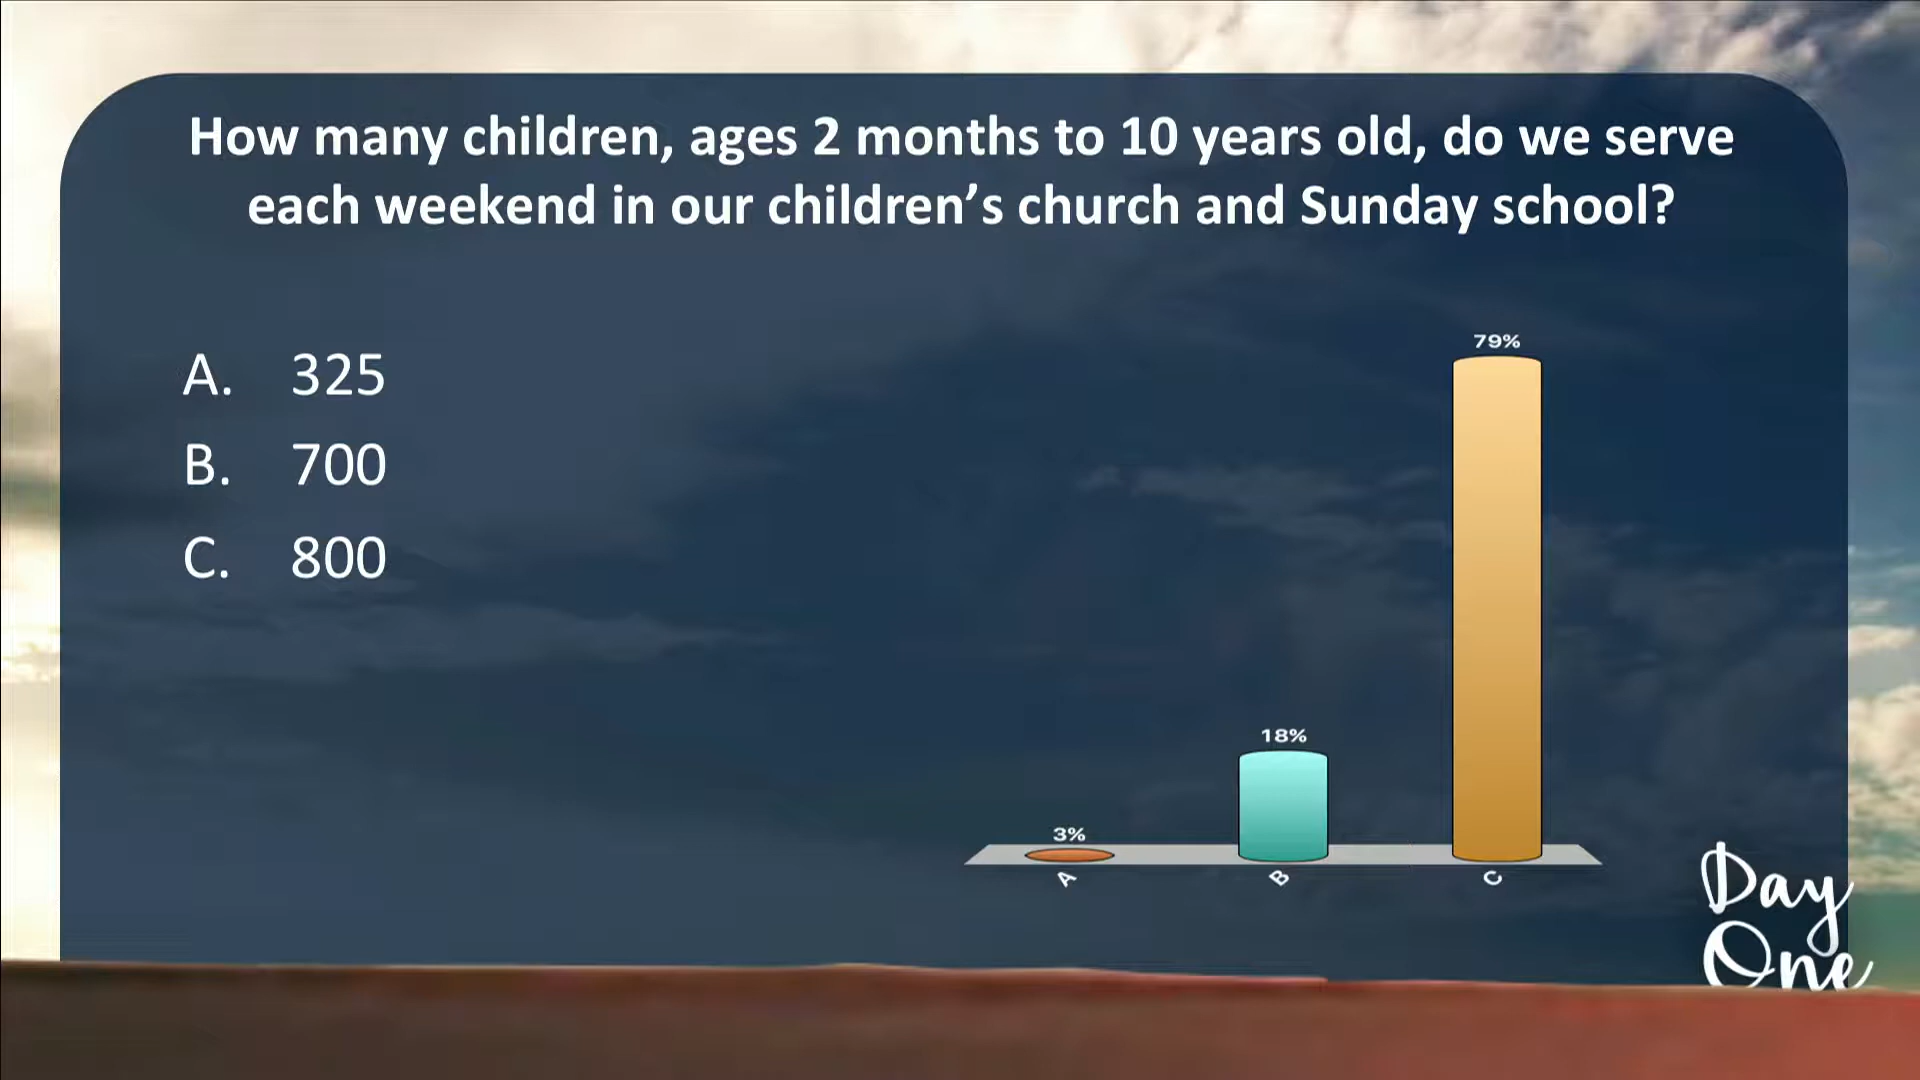 How many children, ages 2 months to 10 years old, do we serve
each weekend in our children’s church and Sunday school?
A. 325
B. 700
C. 800
79%
18%
3%
A
B
C
Day
One